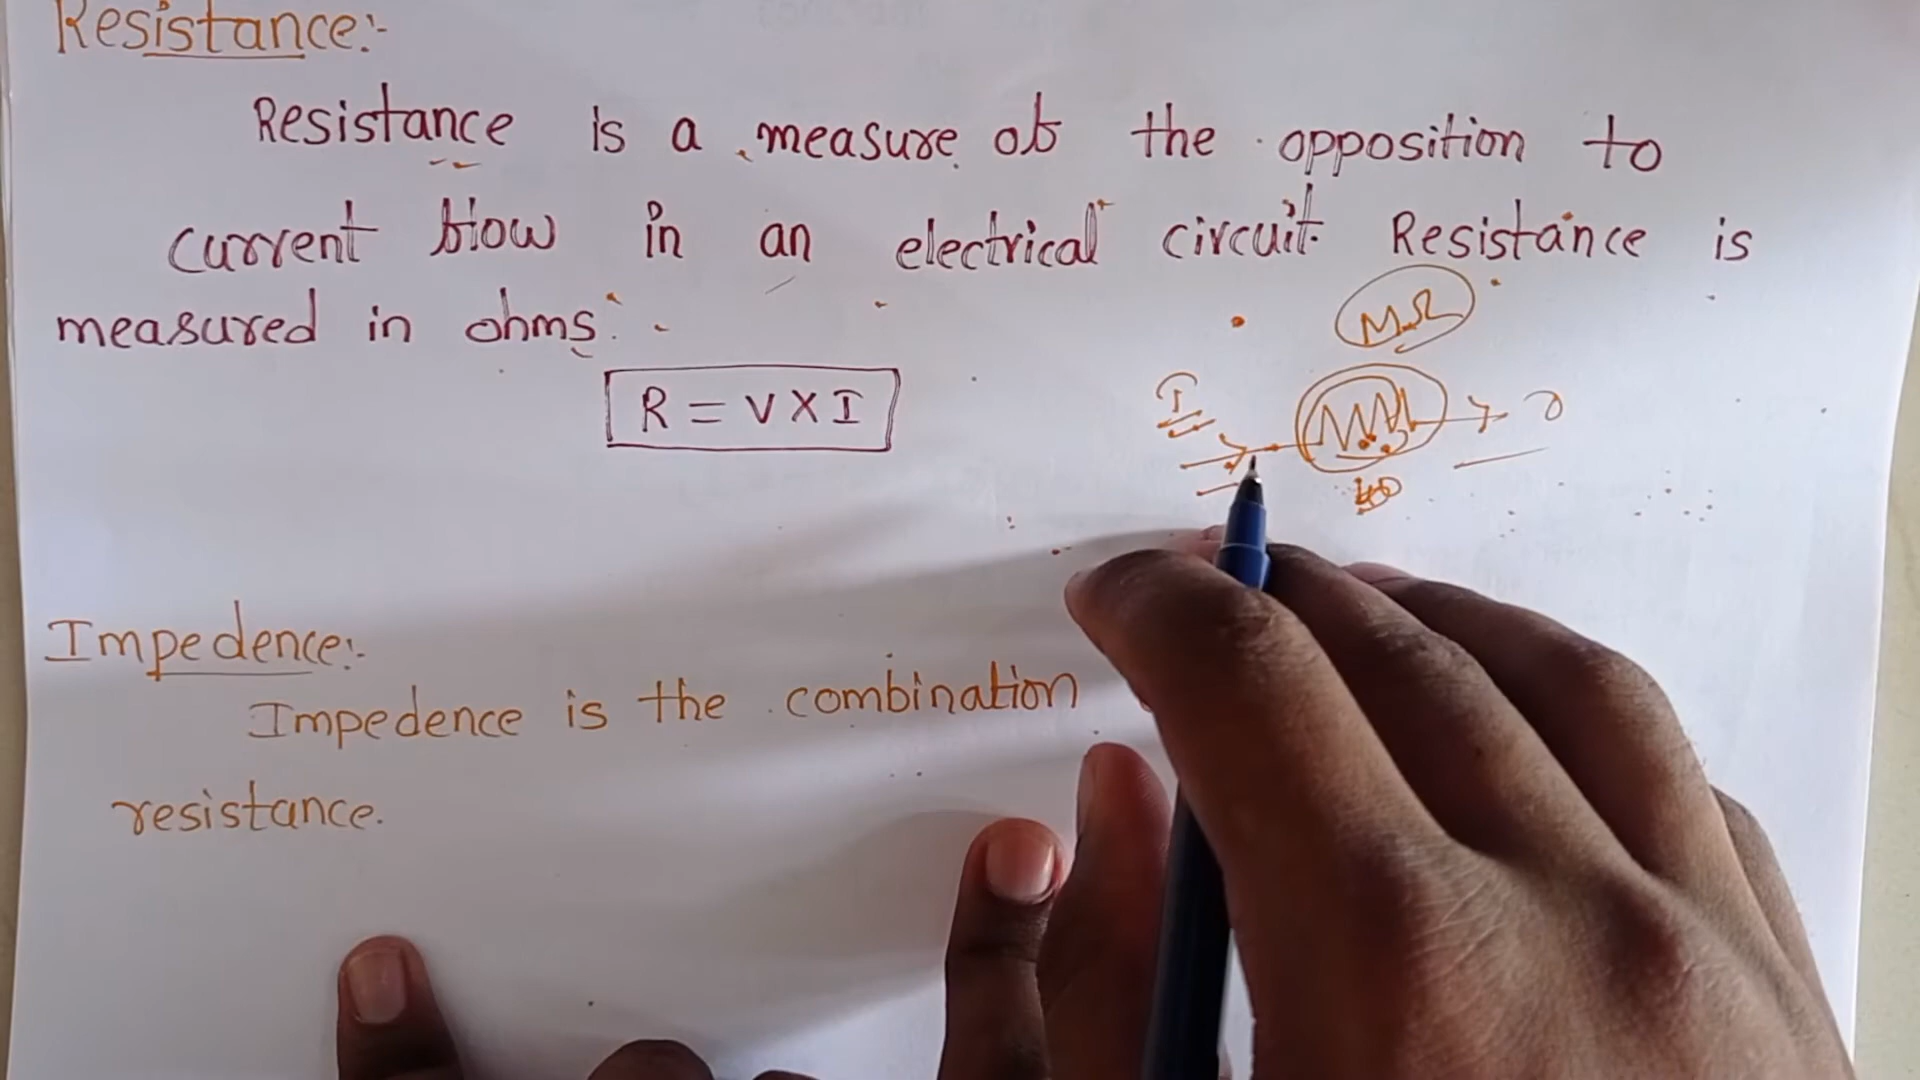 Resistance:-
Resistance is a measure of the opposition to
current flow in an electrical circuit. Resistance is
measured in ohms.
MΩ
R = V X I
I
Impedence:-
Impedence is the combination
resistance.